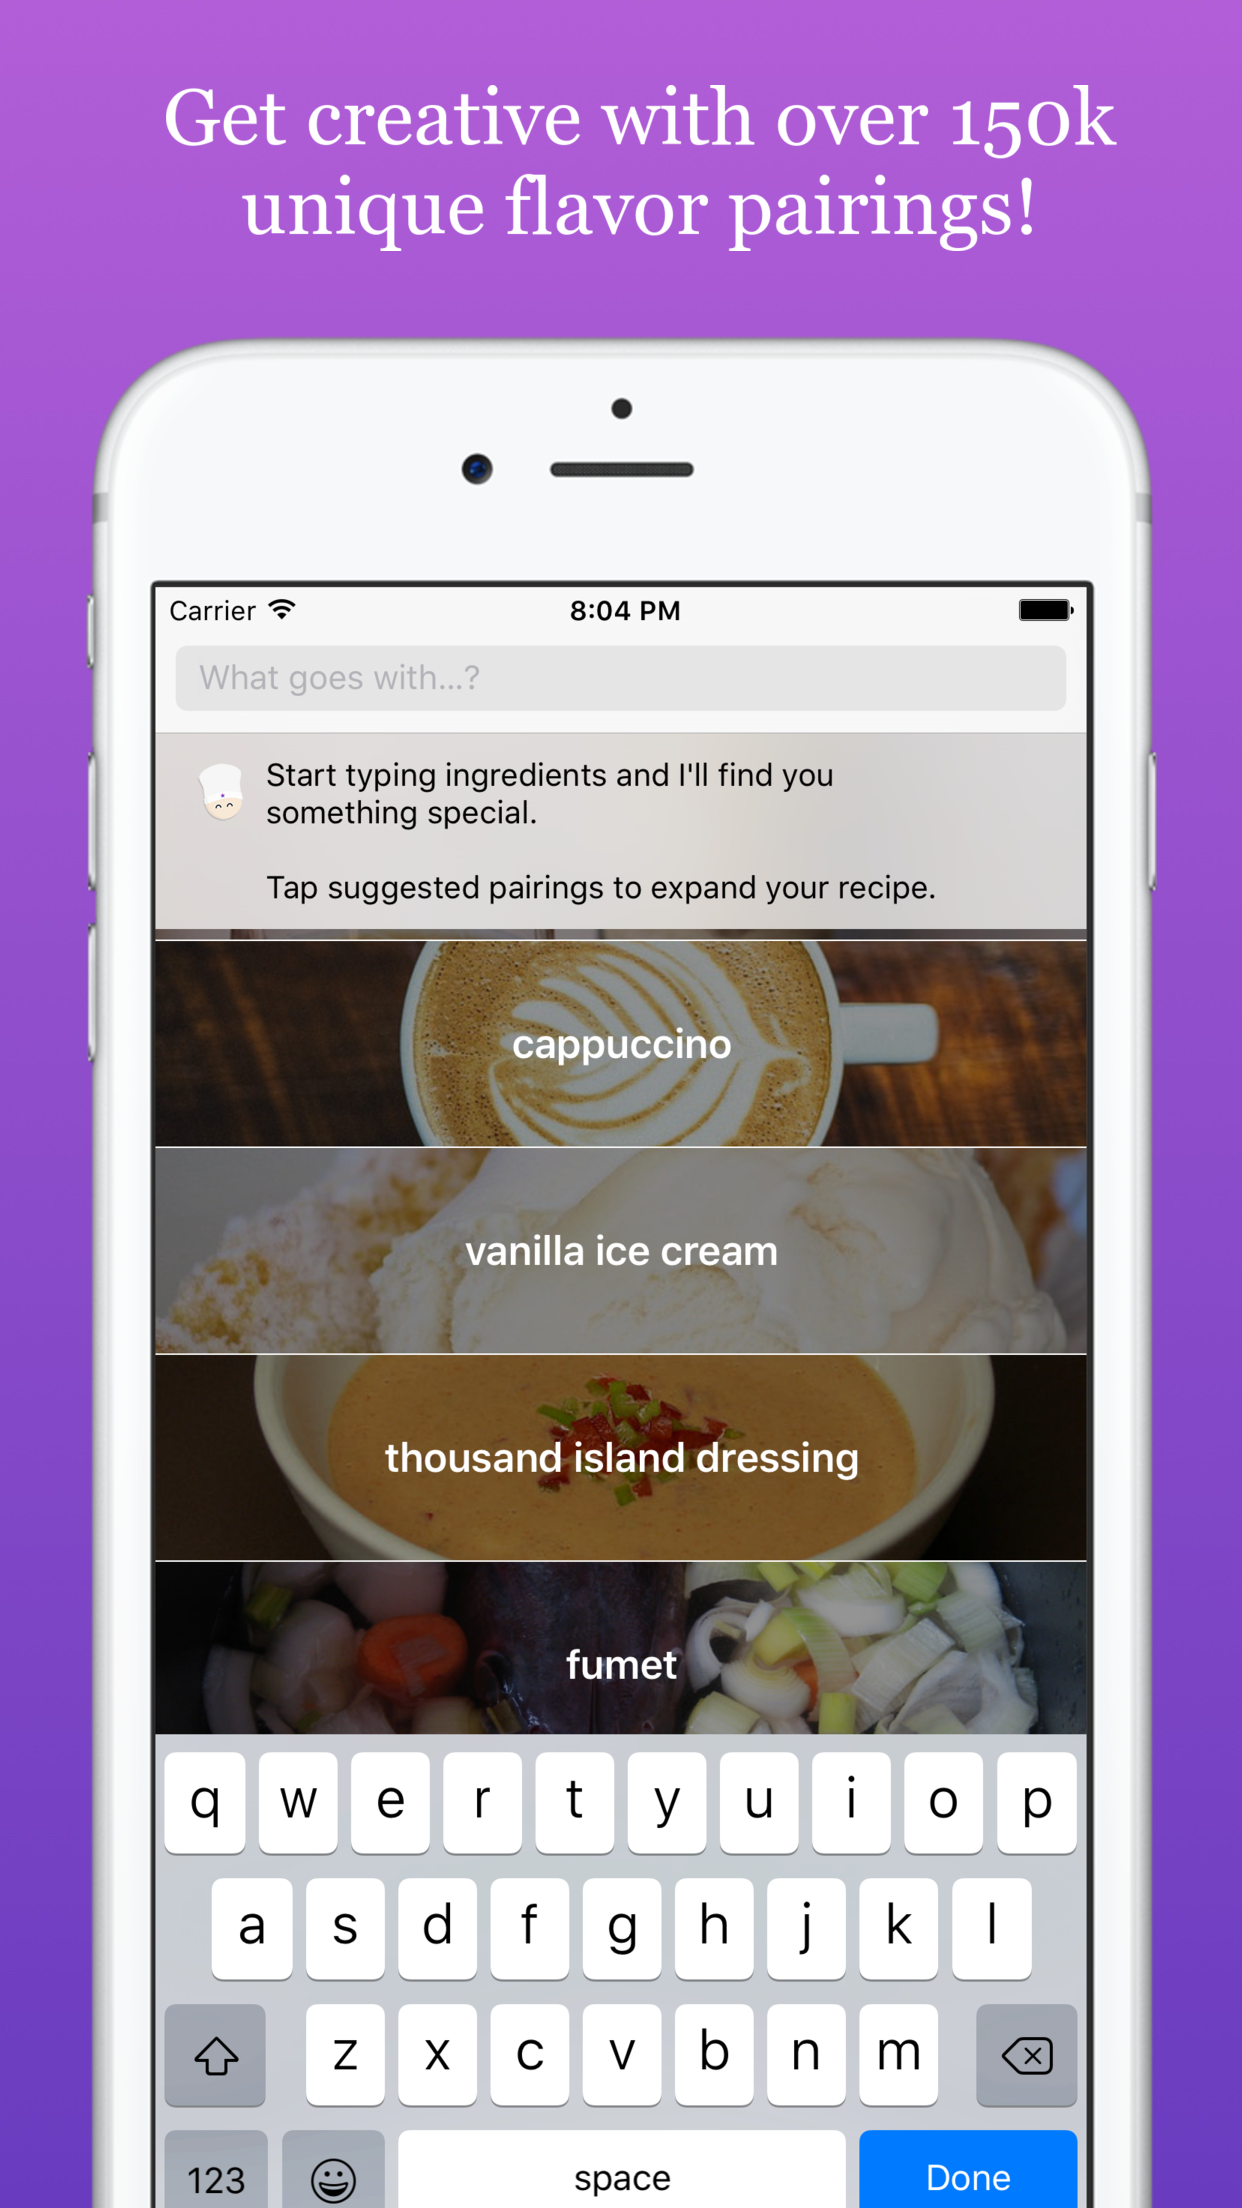 Get creative with over 150k
unique flavor pairings!
Carrier 8:04 PM
What goes with...?
Start typing ingredients and I'll find you
something special.
Tap suggested pairings to expand your recipe.
cappuccino
vanilla ice cream
thousand island dressing
fumet
q w e r t y u i o p
a s d f g h j k l
z x c v b n m
123 space Done